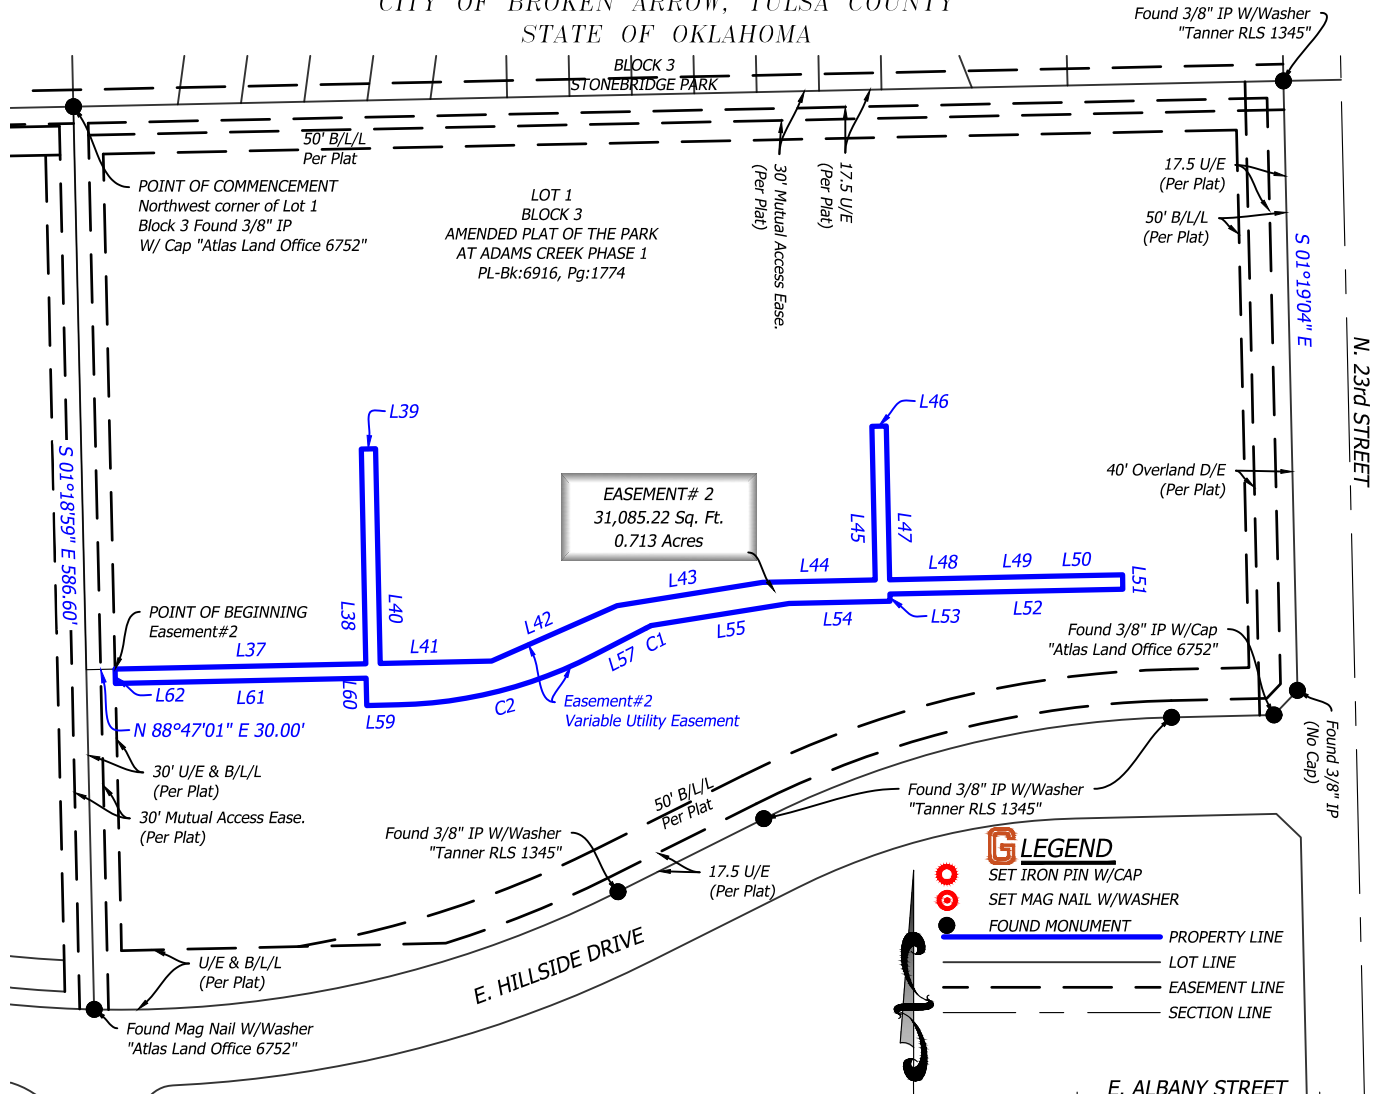 CITY OF BROKEN ARROW, TULSA COUNTY
STATE OF OKLAHOMA
Found 3/8" IP W/Washer
"Tanner RLS 1345"
BLOCK 3
STONEBRIDGE PARK
50' B/L/L
Per Plat
POINT OF COMMENCEMENT
Northwest corner of Lot 1
Block 3 Found 3/8" IP
W/ Cap "Atlas Land Office 6752"
LOT 1
BLOCK 3
AMENDED PLAT OF THE PARK
AT ADAMS CREEK PHASE 1
PL-Bk:6916, Pg:1774
30' Mutual Access Ease.
(Per Plat)
17.5 U/E
(Per Plat)
17.5 U/E
(Per Plat)
50' B/L/L
(Per Plat)
S 01°19'04" E
N. 23rd STREET
L39
L46
S 01°18'59" E 586.60'
40' Overland D/E
(Per Plat)
EASEMENT# 2
31,085.22 Sq. Ft.
0.713 Acres
L45
L47
L44
L48
L49
L50
L51
L43
L38
L40
L42
L41
POINT OF BEGINNING
Easement#2
L37
L52
L53
L54
L55
C1
L57
Found 3/8" IP W/Cap
"Atlas Land Office 6752"
L62
L61
L60
L59
C2
Easement#2
Variable Utility Easement
N 88°47'01" E 30.00'
Found 3/8" IP
(No Cap)
30' U/E & B/L/L
(Per Plat)
30' Mutual Access Ease.
(Per Plat)
50' B/L/L
Per Plat
Found 3/8" IP W/Washer
"Tanner RLS 1345"
Found 3/8" IP W/Washer
"Tanner RLS 1345"
17.5 U/E
(Per Plat)
G LEGEND
SET IRON PIN W/CAP
SET MAG NAIL W/WASHER
FOUND MONUMENT
PROPERTY LINE
LOT LINE
EASEMENT LINE
SECTION LINE
E. HILLSIDE DRIVE
U/E & B/L/L
(Per Plat)
Found Mag Nail W/Washer
"Atlas Land Office 6752"
E. ALBANY STREET